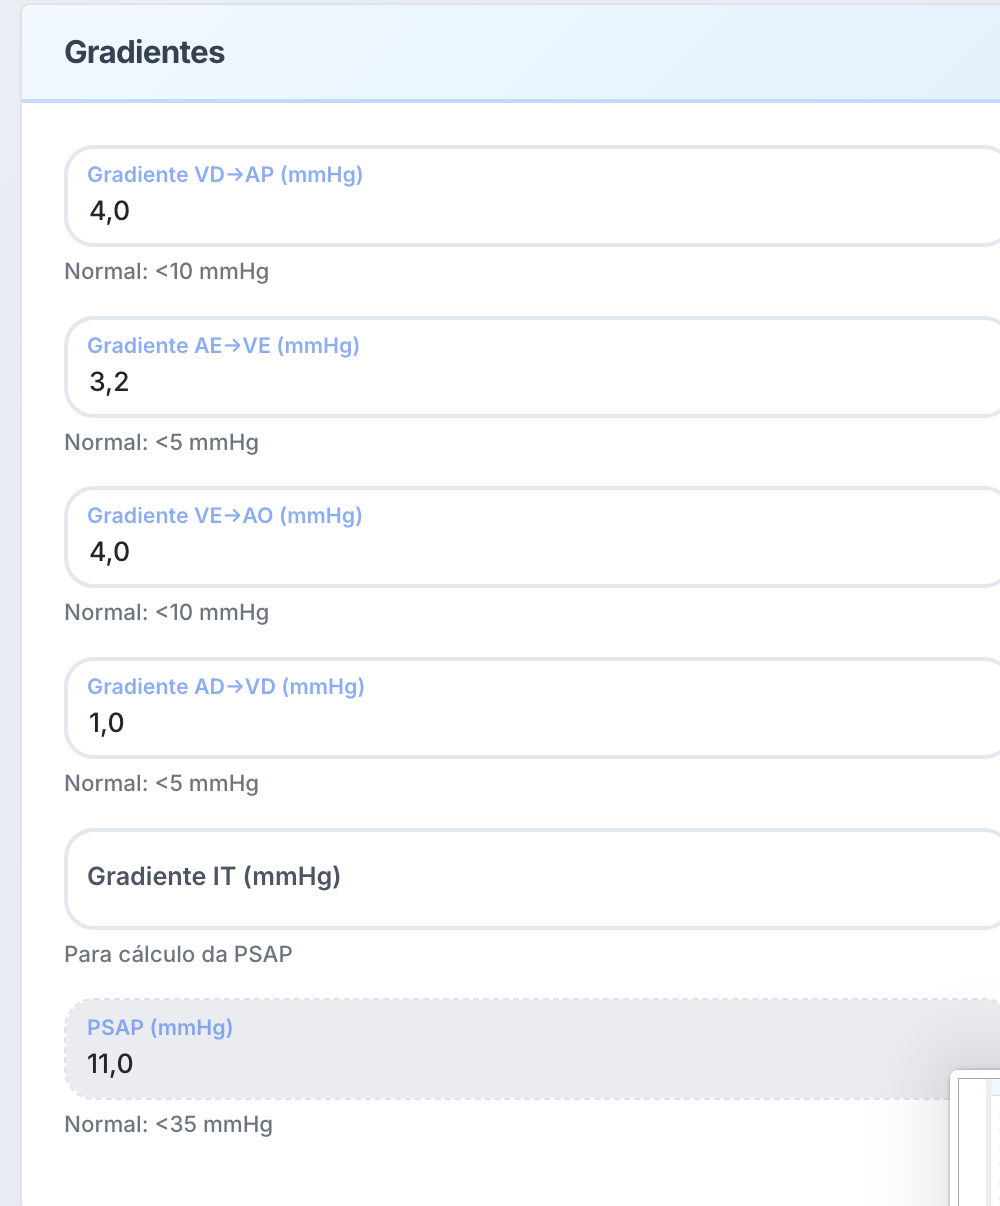 Gradientes
Gradiente VD→AP (mmHg)
4,0
Normal: <10 mmHg
Gradiente AE→VE (mmHg)
3,2
Normal: <5 mmHg
Gradiente VE→AO (mmHg)
4,0
Normal: <10 mmHg
Gradiente AD→VD (mmHg)
1,0
Normal: <5 mmHg
Gradiente IT (mmHg)
Para cálculo da PSAP
PSAP (mmHg)
11,0
Normal: <35 mmHg